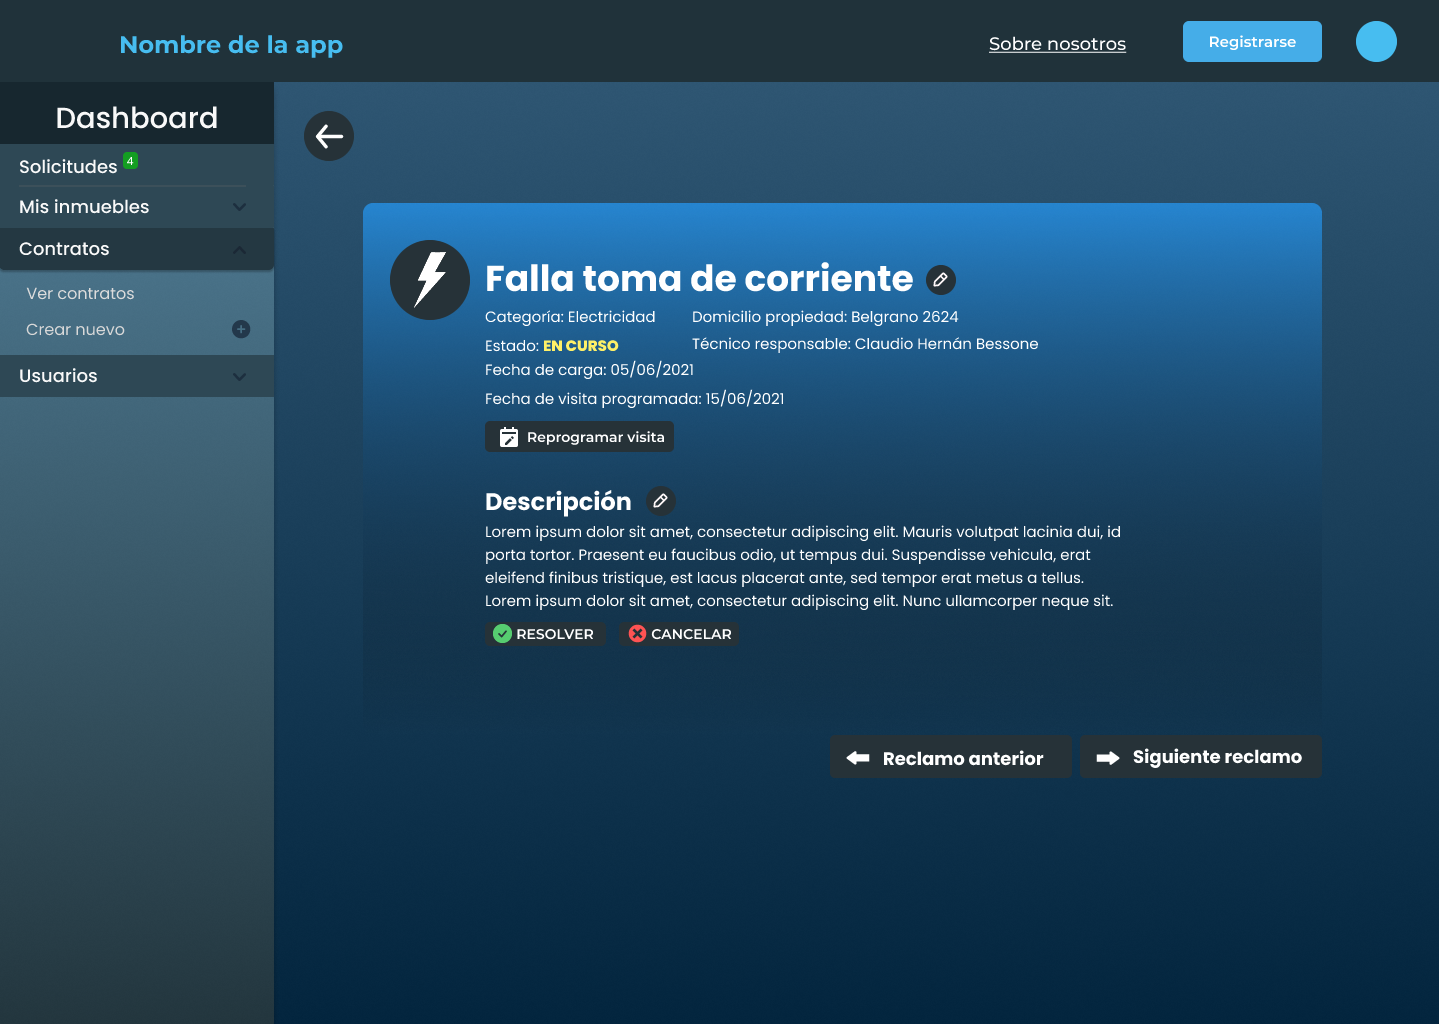 Nombre de la app
Sobre nosotros
Registrarse
Dashboard
Solicitudes 4
Mis inmuebles
Contratos
Ver contratos
Crear nuevo
Usuarios
Falla toma de corriente
Categoría: Electricidad
Domicilio propiedad: Belgrano 2624
Estado: EN CURSO
Técnico responsable: Claudio Hernán Bessone
Fecha de carga: 05/06/2021
Fecha de visita programada: 15/06/2021
Reprogramar visita
Descripción
Lorem ipsum dolor sit amet, consectetur adipiscing elit. Mauris volutpat lacinia dui, id
porta tortor. Praesent eu faucibus odio, ut tempus dui. Suspendisse vehicula, erat
eleifend finibus tristique, est lacus placerat ante, sed tempor erat metus a tellus.
Lorem ipsum dolor sit amet, consectetur adipiscing elit. Nunc ullamcorper neque sit.
RESOLVER
CANCELAR
Reclamo anterior
Siguiente reclamo